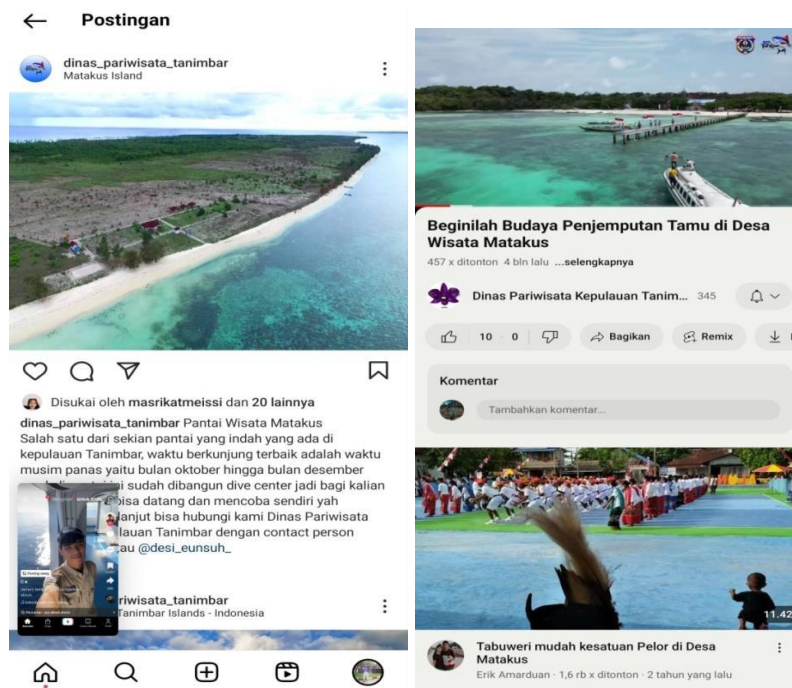 Postingan
dinas_pariwisata_tanimbar
Matakus Island
Disukai oleh masrikatmeissi dan 20 lainnya
dinas_pariwisata_tanimbar Pantai Wisata Matakus
Salah satu dari sekian pantai yang indah yang ada di
kepulauan Tanimbar, waktu berkunjung terbaik adalah waktu
musim panas yaitu bulan oktober hingga bulan desember
ini sudah dibangun dive center jadi bagi kalian
bisa datang dan mencoba sendiri yah
lanjut bisa hubungi kami Dinas Pariwisata
lauan Tanimbar dengan contact person
tau @desi_eunsuh_
riwisata_tanimbar
Tanimbar Islands - Indonesia
Beginilah Budaya Penjemputan Tamu di Desa
Wisata Matakus
457 x ditonton 4 bln lalu ...selengkapnya
Dinas Pariwisata Kepulauan Tanim... 345
10 0 Bagikan Remix
Komentar
Tambahkan komentar...
11.42
Tabuweri mudah kesatuan Pelor di Desa
Matakus
Erik Amarduan · 1,6 rb x ditonton · 2 tahun yang lalu